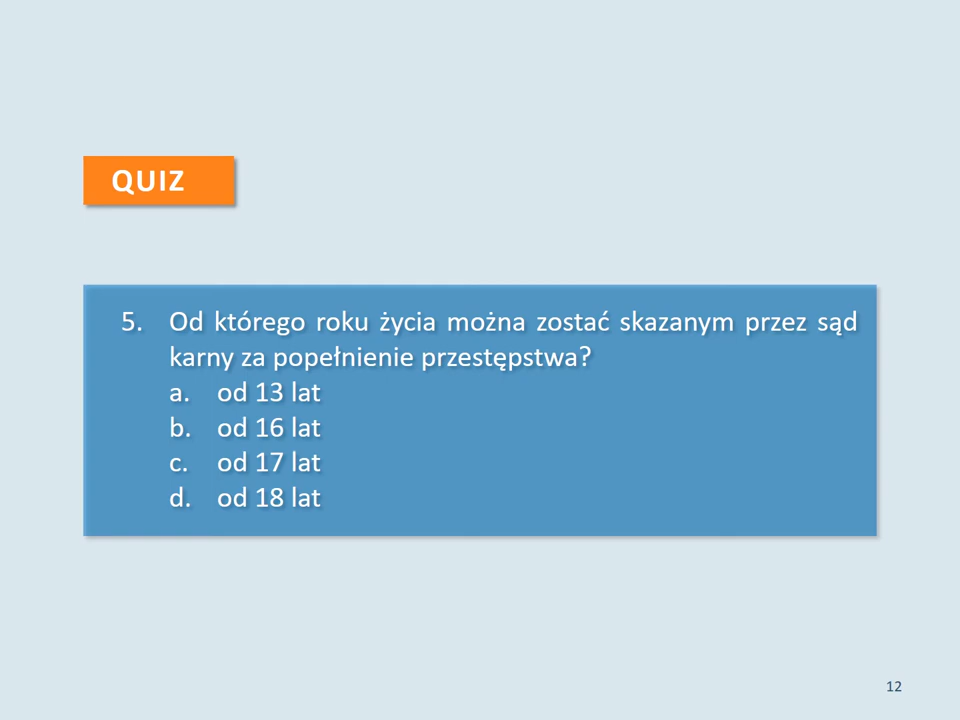 QUIZ
5. Od którego roku życia można zostać skazanym przez sąd
karny za popełnienie przestępstwa?
a. od 13 lat
b. od 16 lat
c. od 17 lat
d. od 18 lat
12